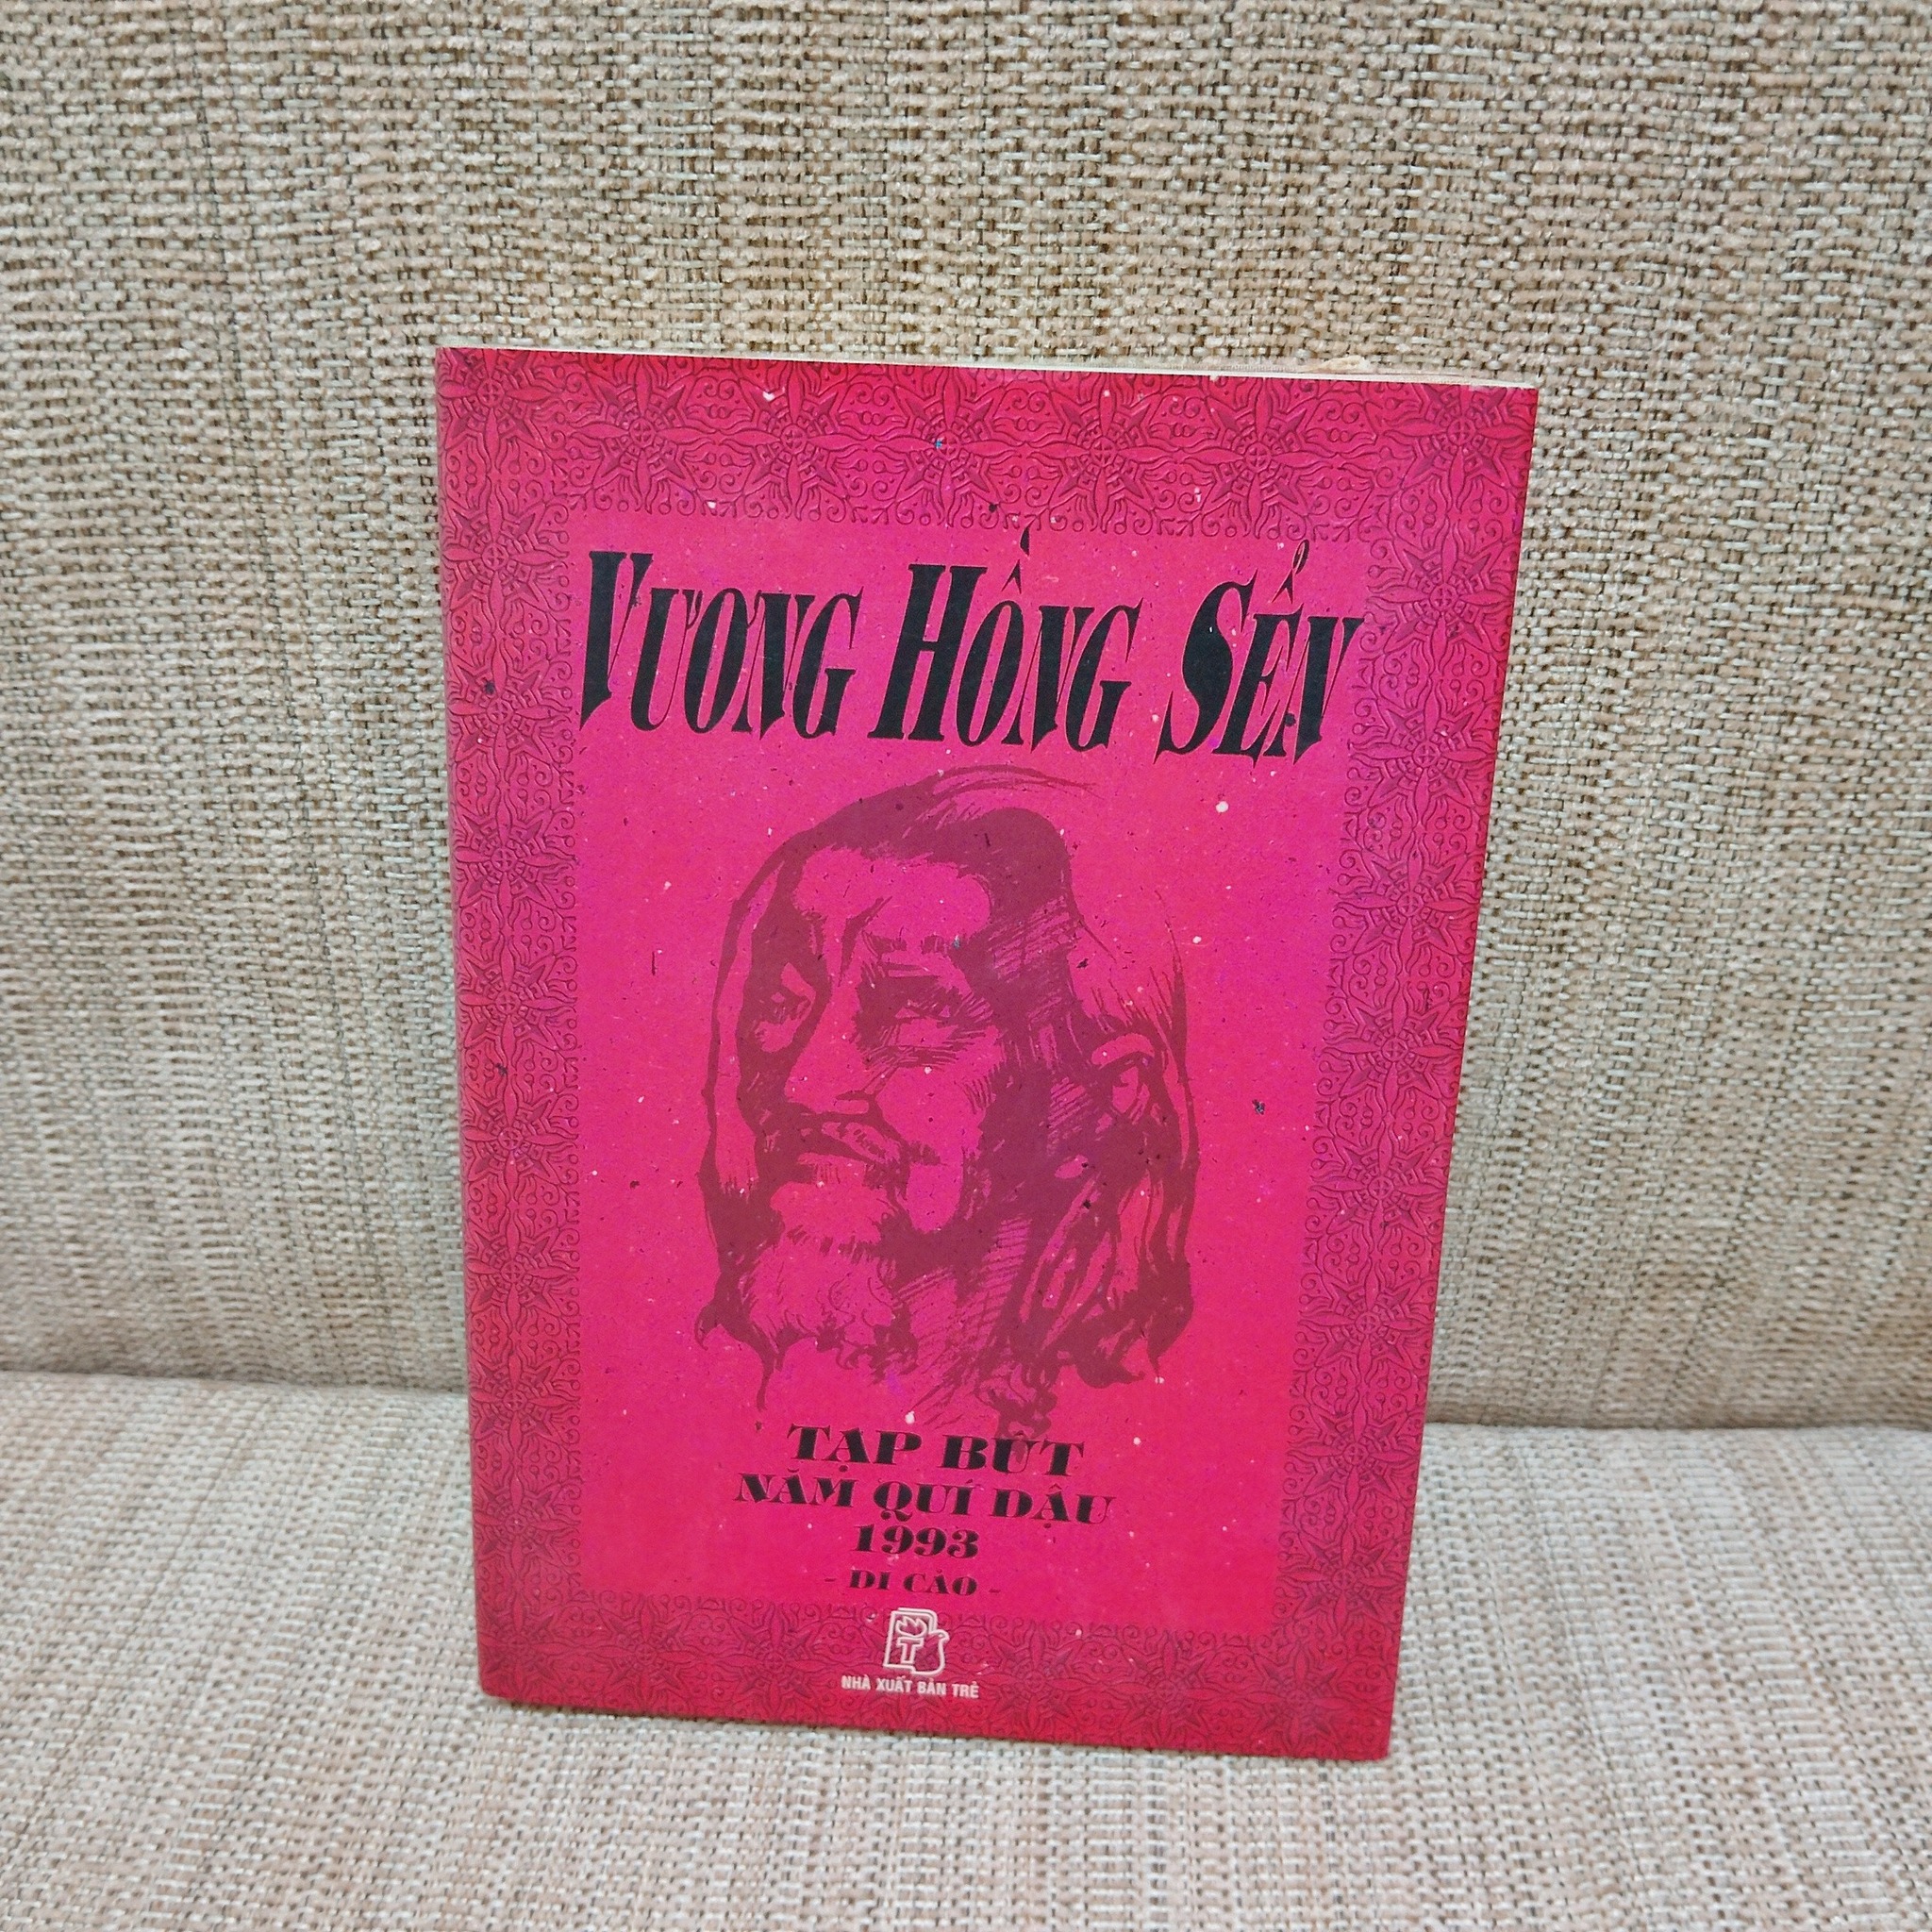 VƯƠNG HỒNG SỂN
TẠP BÚT
NĂM QUÍ DẬU
1993
- DI CẢO -
NHÀ XUẤT BẢN TRẺ